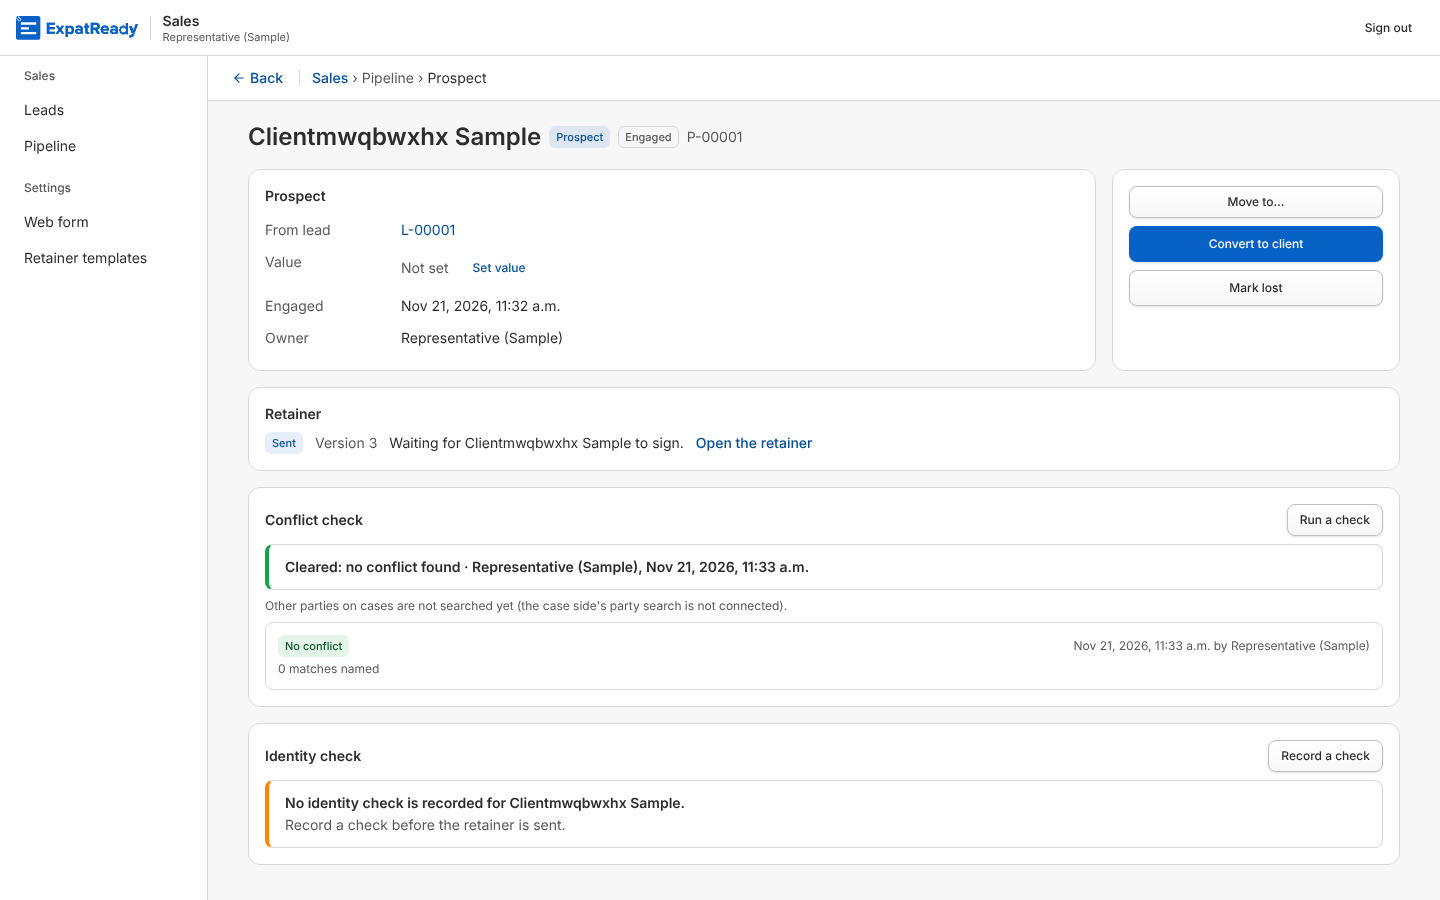 ExpatReady
Sales
Representative (Sample)
Sign out
Sales
Leads
Pipeline
Settings
Web form
Retainer templates
← Back
Sales › Pipeline › Prospect
Clientmwqbwxhx Sample Prospect Engaged P-00001
Prospect
From lead L-00001
Value Not set Set value
Engaged Nov 21, 2026, 11:32 a.m.
Owner Representative (Sample)
Move to...
Convert to client
Mark lost
Retainer
Sent Version 3 Waiting for Clientmwqbwxhx Sample to sign. Open the retainer
Conflict check
Run a check
Cleared: no conflict found · Representative (Sample), Nov 21, 2026, 11:33 a.m.
Other parties on cases are not searched yet (the case side's party search is not connected).
No conflict Nov 21, 2026, 11:33 a.m. by Representative (Sample)
0 matches named
Identity check
Record a check
No identity check is recorded for Clientmwqbwxhx Sample.
Record a check before the retainer is sent.